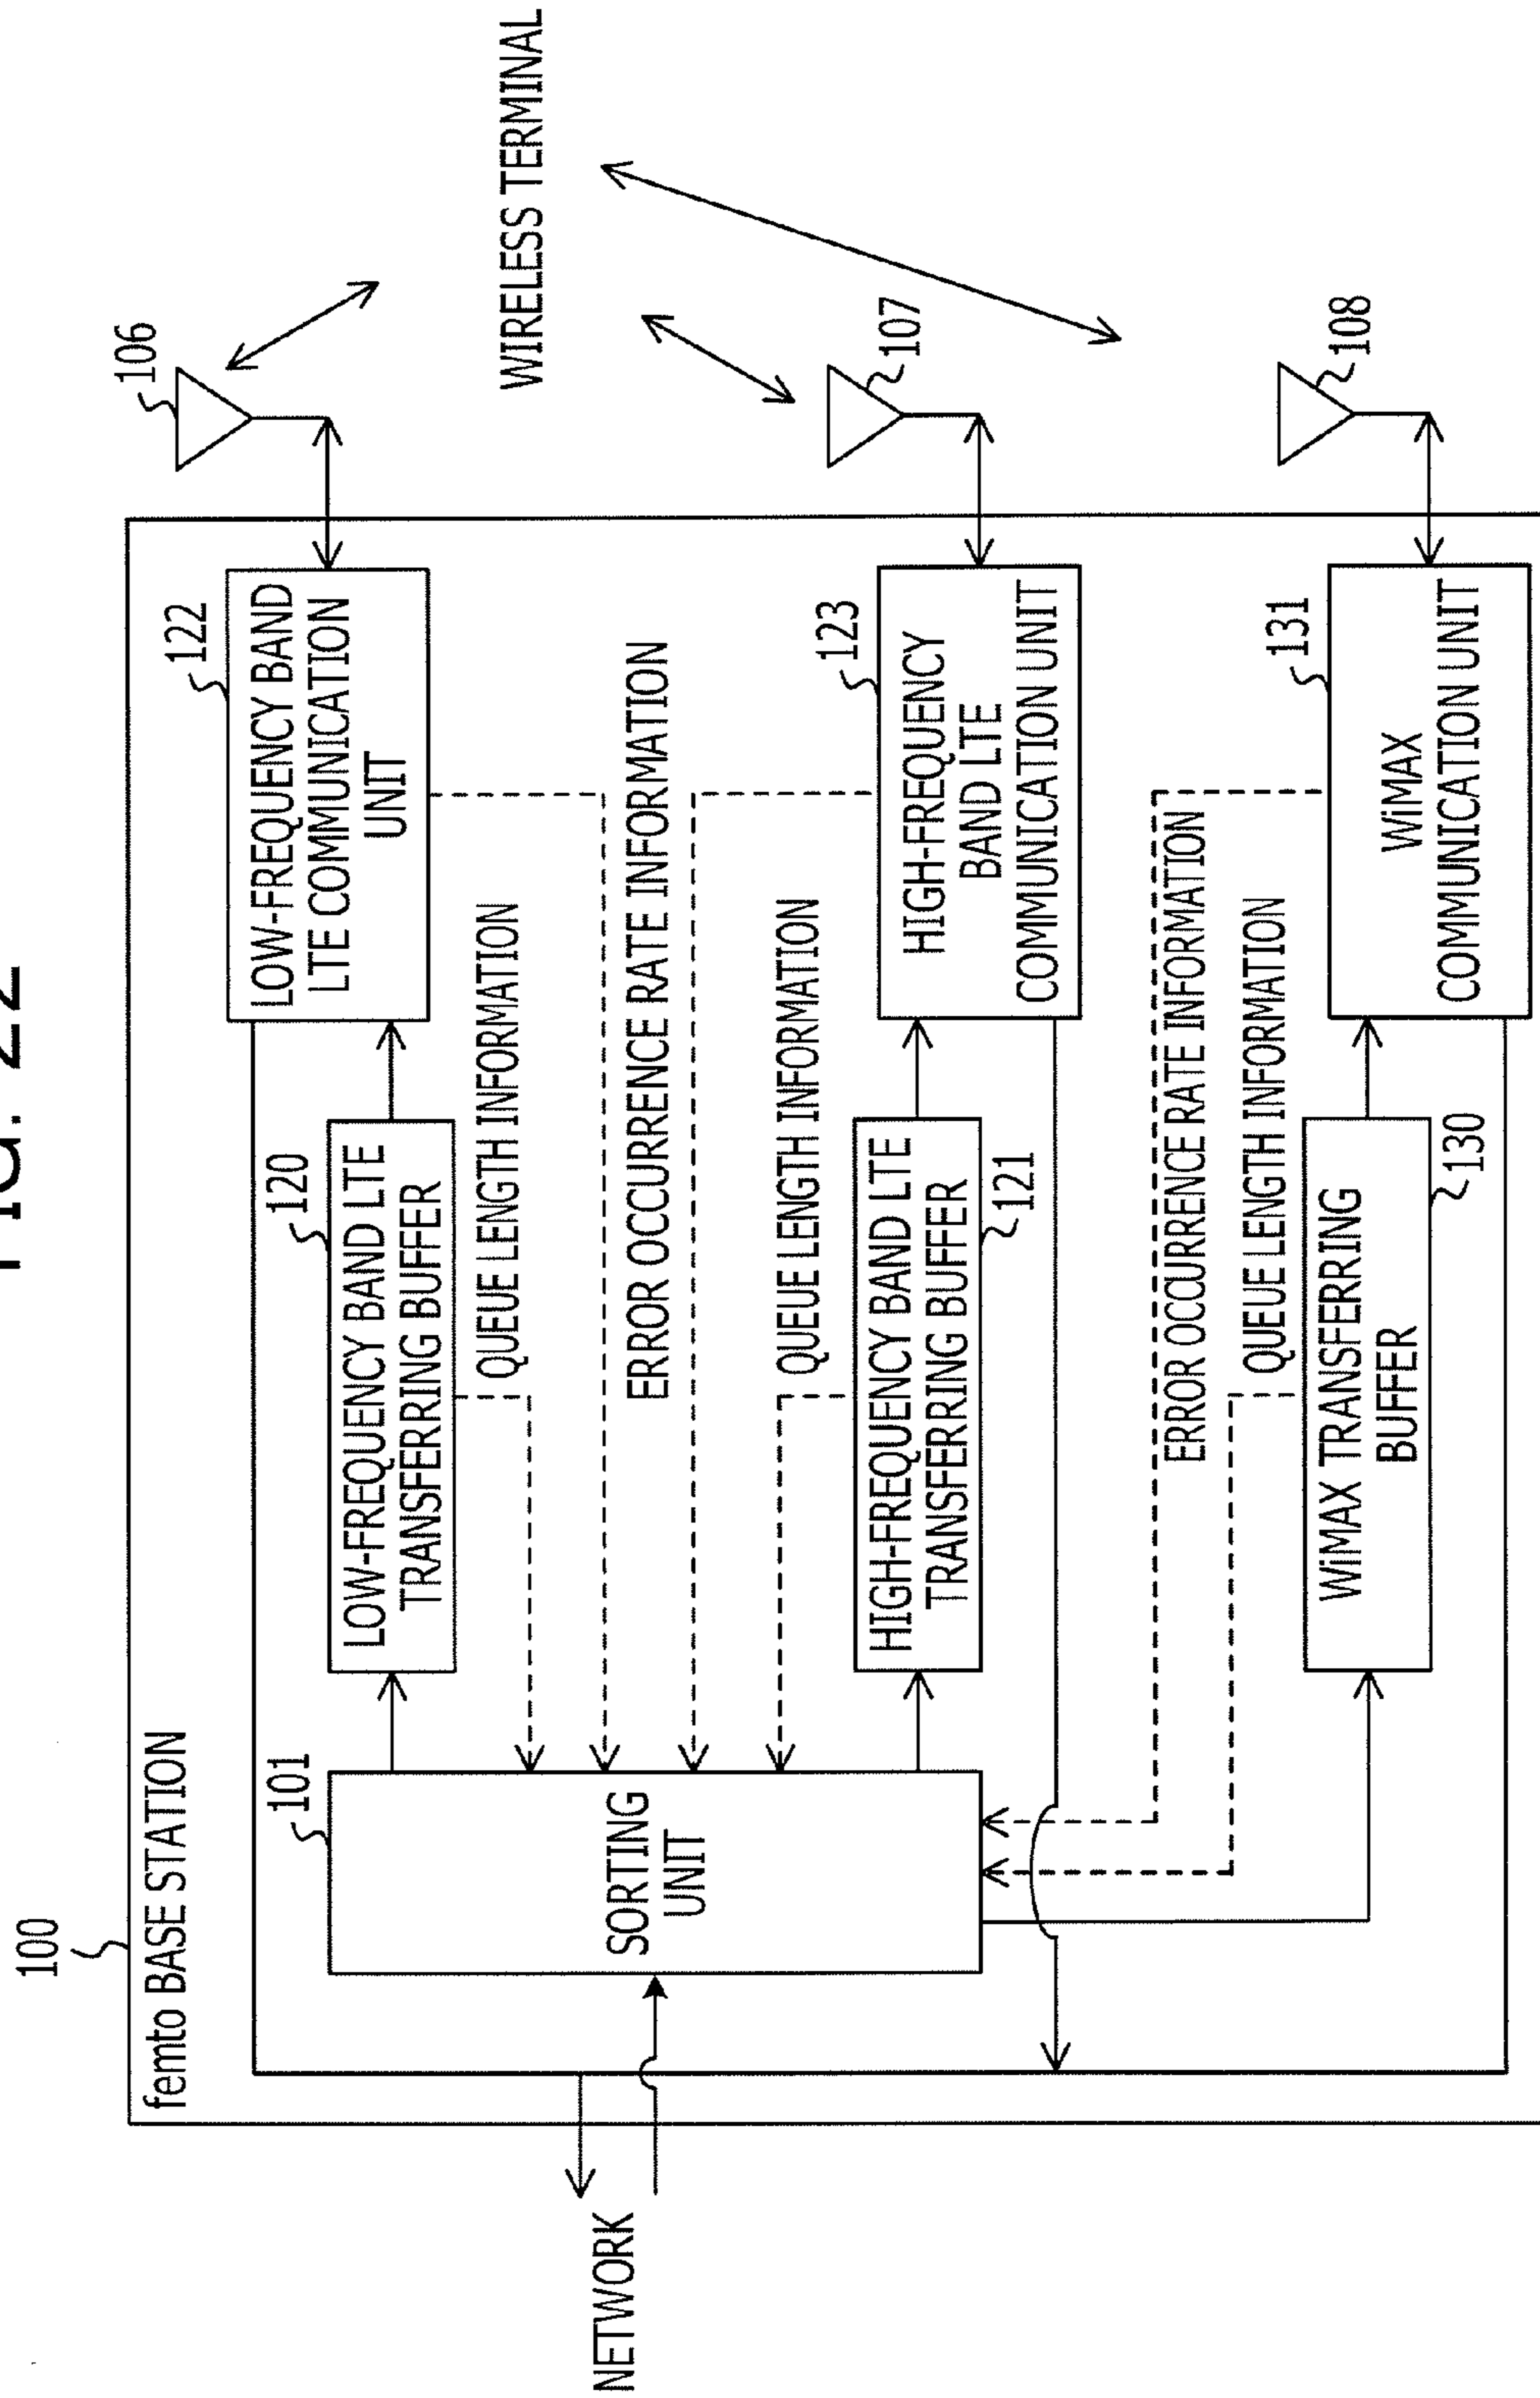 FIG. 22
100
femto BASE STATION
NETWORK
101
SORTING
UNIT
120
LOW-FREQUENCY BAND LTE
TRANSFERRING BUFFER
QUEUE LENGTH INFORMATION
122
LOW-FREQUENCY BAND
LTE COMMUNICATION
UNIT
106
ERROR OCCURRENCE RATE INFORMATION
WIRELESS TERMINAL
QUEUE LENGTH INFORMATION
HIGH-FREQUENCY BAND LTE
TRANSFERRING BUFFER
121
123
HIGH-FREQUENCY
BAND LTE
COMMUNICATION UNIT
107
ERROR OCCURRENCE RATE INFORMATION
QUEUE LENGTH INFORMATION
WiMAX TRANSFERRING
BUFFER
130
131
WiMAX
COMMUNICATION UNIT
108